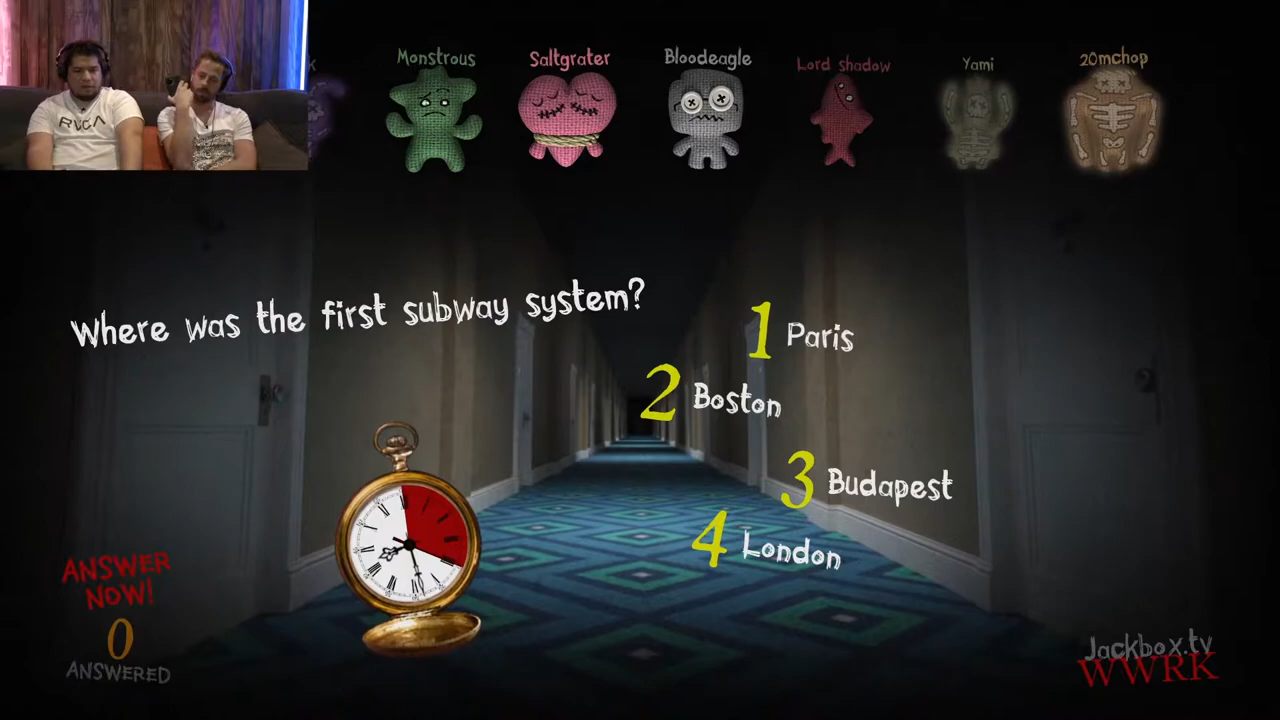 k
Monstrous
Saltgrater
Bloodeagle
Lord shadow
Yami
20mchop
RVCA
Where was the first subway system?
1 Paris
2 Boston
3 Budapest
4 London
ANSWER
NOW!
0
ANSWERED
Jackbox.tv
WWRK